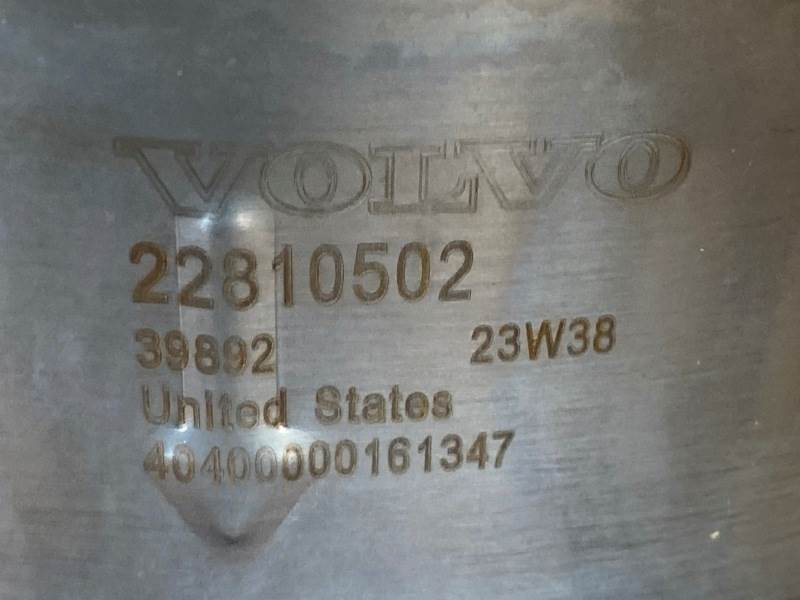 VOLVO
22810502
39892 23W38
United States
40400000161347